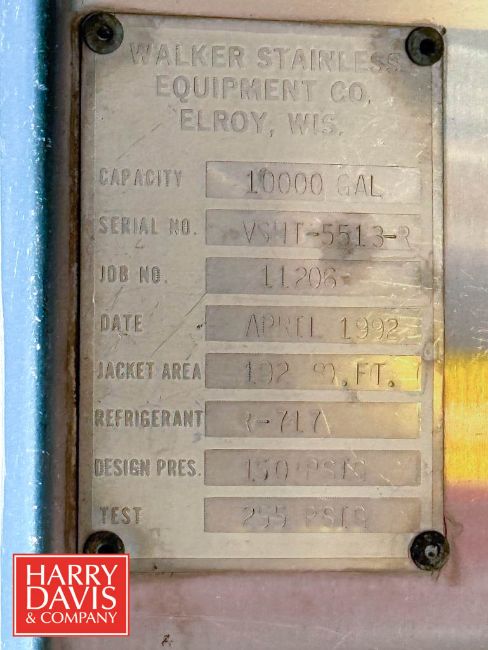 WALKER STAINLESS
EQUIPMENT CO.
ELROY, WIS.
CAPACITY 10000 GAL
SERIAL NO. VSHT-5513-R
JOB NO. 11206
DATE APRIL 1992
JACKET AREA 192 SQ.FT.
REFRIGERANT R-717
DESIGN PRES. 150 PSIG
TEST 255 PSIG
HARRY
DAVIS
& COMPANY